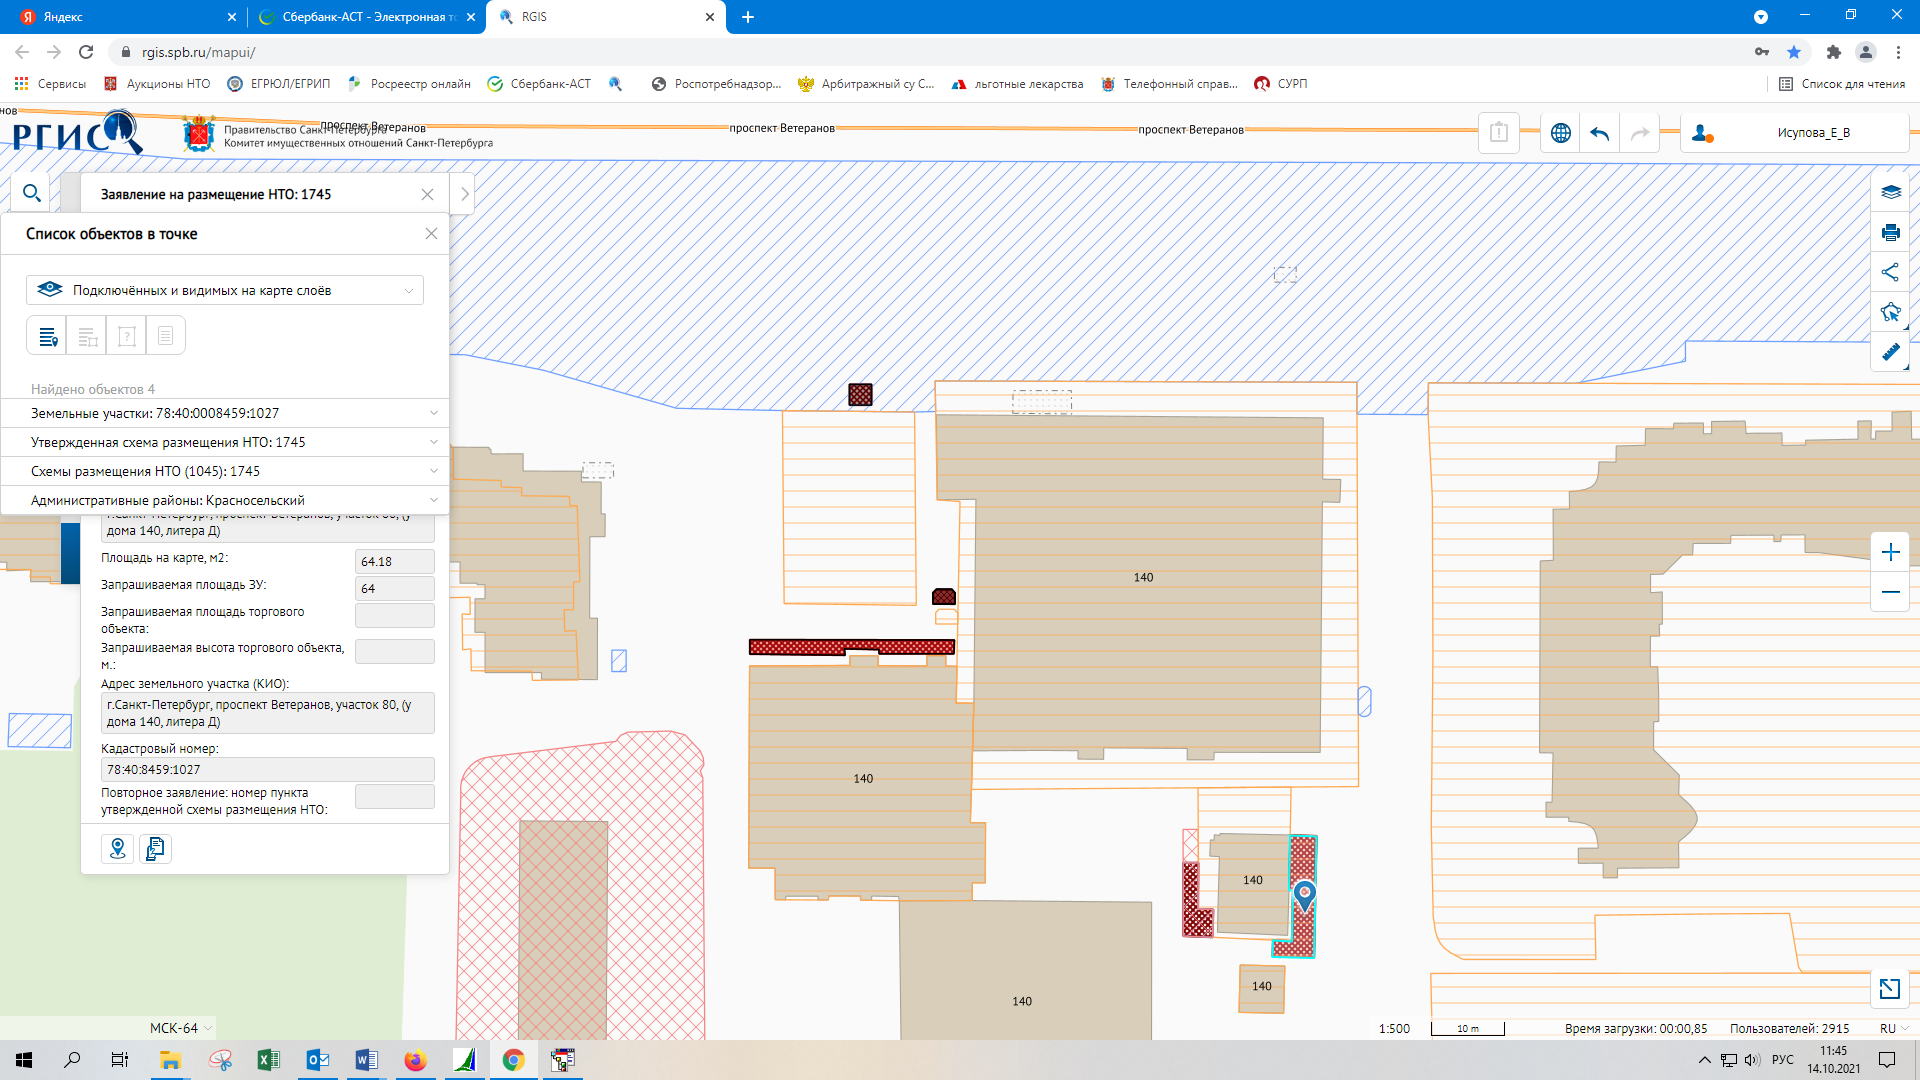 Яндекс
Сбербанк-АСТ - Электронная то
RGIS
rgis.spb.ru/mapui/
Сервисы
Аукционы НТО
ЕГРЮЛ/ЕГРИП
Росреестр онлайн
Сбербанк-АСТ
Роспотребнадзор...
Арбитражный су С...
льготные лекарства
Телефонный справ...
СУРП
Список для чтения
нов
РГИС
Правительство Санкт-Петербурга
Комитет имущественных отношений Санкт-Петербурга
проспект Ветеранов
проспект Ветеранов
проспект Ветеранов
Исупова_Е_В
Заявление на размещение НТО: 1745
Список объектов в точке
Подключённых и видимых на карте слоёв
Найдено объектов 4
Земельные участки: 78:40:0008459:1027
Утвержденная схема размещения НТО: 1745
Схемы размещения НТО (1045): 1745
Административные районы: Красносельский
г.Санкт-Петербург, проспект Ветеранов, участок 80, (у
дома 140, литера Д)
Площадь на карте, м2:
64.18
Запрашиваемая площадь ЗУ:
64
Запрашиваемая площадь торгового
объекта:
Запрашиваемая высота торгового объекта,
м.:
Адрес земельного участка (КИО):
г.Санкт-Петербург, проспект Ветеранов, участок 80, (у
дома 140, литера Д)
Кадастровый номер:
78:40:8459:1027
Повторное заявление: номер пункта
утвержденной схемы размещения НТО:
140
140
140
140
140
МСК-64
1:500
10 m
Время загрузки: 00:00,85
Пользователей: 2915
RU
РУС
11:45
14.10.2021